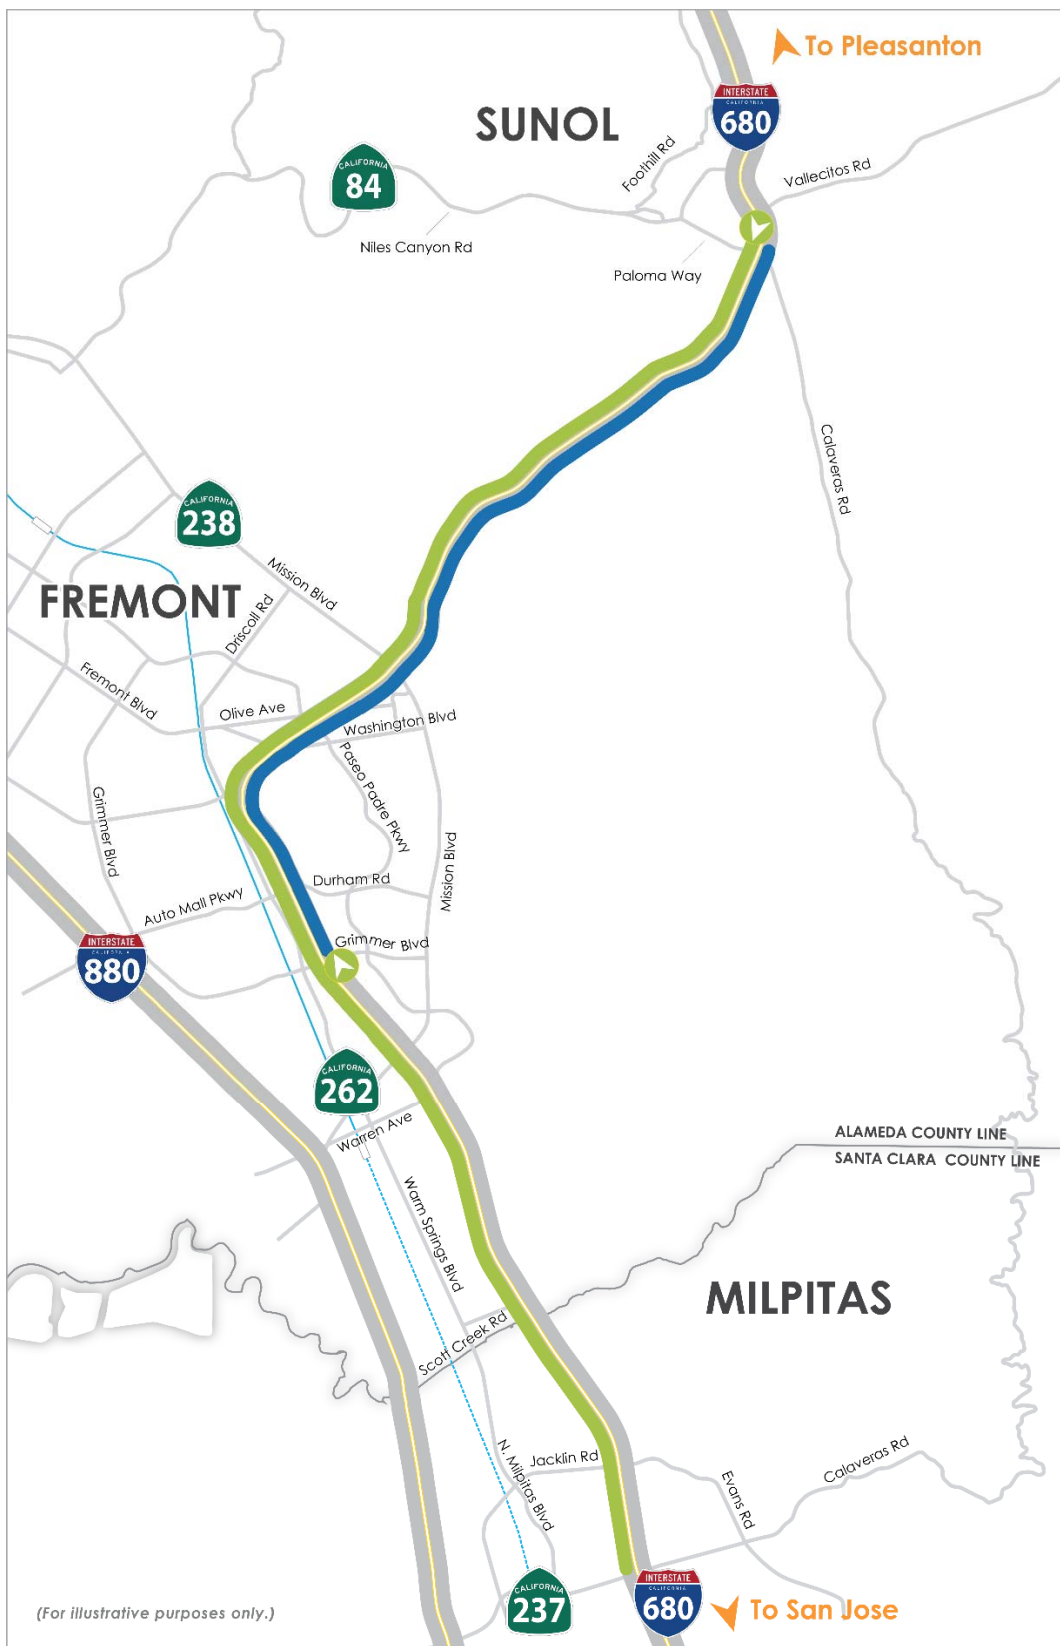 To Pleasanton
INTERSTATE
CALIFORNIA
680
SUNOL
Foothill Rd
Vallecitos Rd
CALIFORNIA
84
Niles Canyon Rd
Paloma Way
Calaveras Rd
CALIFORNIA
238
Mission Blvd
FREMONT
Driscoll Rd
Fremont Blvd
Olive Ave
Washington Blvd
Paseo Padre Pkwy
Grimmer Blvd
Mission Blvd
Durham Rd
Auto Mall Pkwy
Grimmer Blvd
INTERSTATE
CALIFORNIA
880
CALIFORNIA
262
Warren Ave
ALAMEDA COUNTY LINE
SANTA CLARA COUNTY LINE
Warm Springs Blvd
MILPITAS
Scott Creek Rd
N. Milpitas Blvd
Jacklin Rd
Evans Rd
Calaveras Rd
CALIFORNIA
237
INTERSTATE
CALIFORNIA
680
To San Jose
(For illustrative purposes only.)